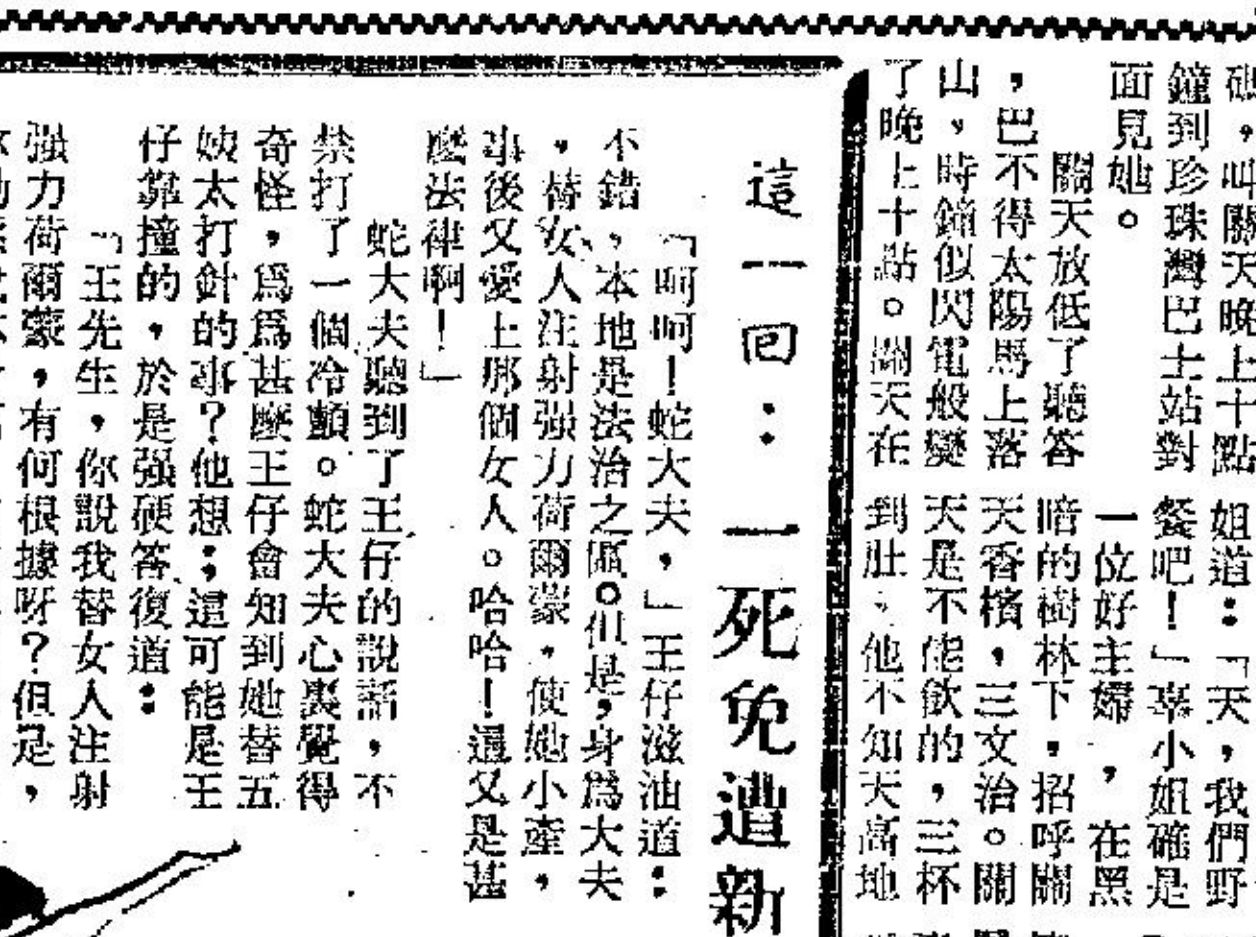 ，叫關天晚上十點
鐘到珍珠灣巴士站對
面見她。
關天放低了聽答
，巴不得太陽馬上落
山，時鐘似閃電般變
了晚上十點。關天在
姐道：「天，我們野
餐吧！」辜小姐確是
一位好主婦，在黑
暗的樹林下，招呼關
天香檳，三文治。關
天是不能飲的，三杯
到肚，他不知天高地
這一回：一死免遭新
「呵呵！蛇大夫，」王仔滋油道：
不錯，本地是法治之區。但是，身爲大夫
，替女人注射强力荷爾蒙，使她小產，
事後又愛上那個女人。哈哈！這又是甚
麼法律啊！」
蛇大夫聽到了王仔的說話，不
禁打了一個冷顫。蛇大夫心裏覺得
奇怪，爲爲甚麼王仔會知到她替五
姨太打針的事？他想；這可能是王
仔靠撞的，於是强硬答復道：
「王先生，你說我替女人注射
强力荷爾蒙，有何根據呀？但是，